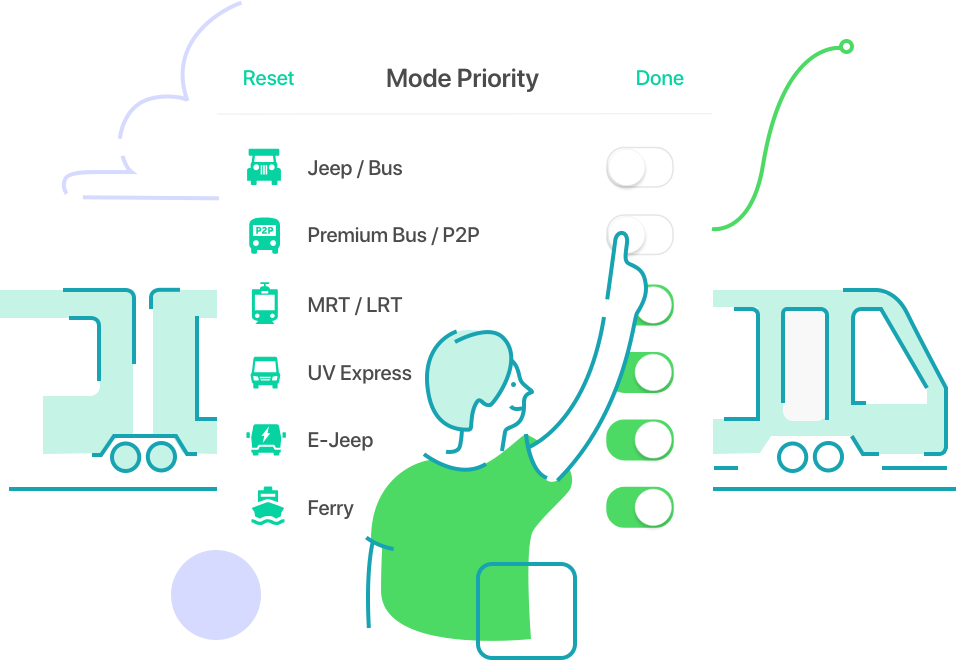 Reset Mode Priority Done
Jeep / Bus
P2P Premium Bus / P2P
MRT / LRT
UV Express
E-Jeep
Ferry